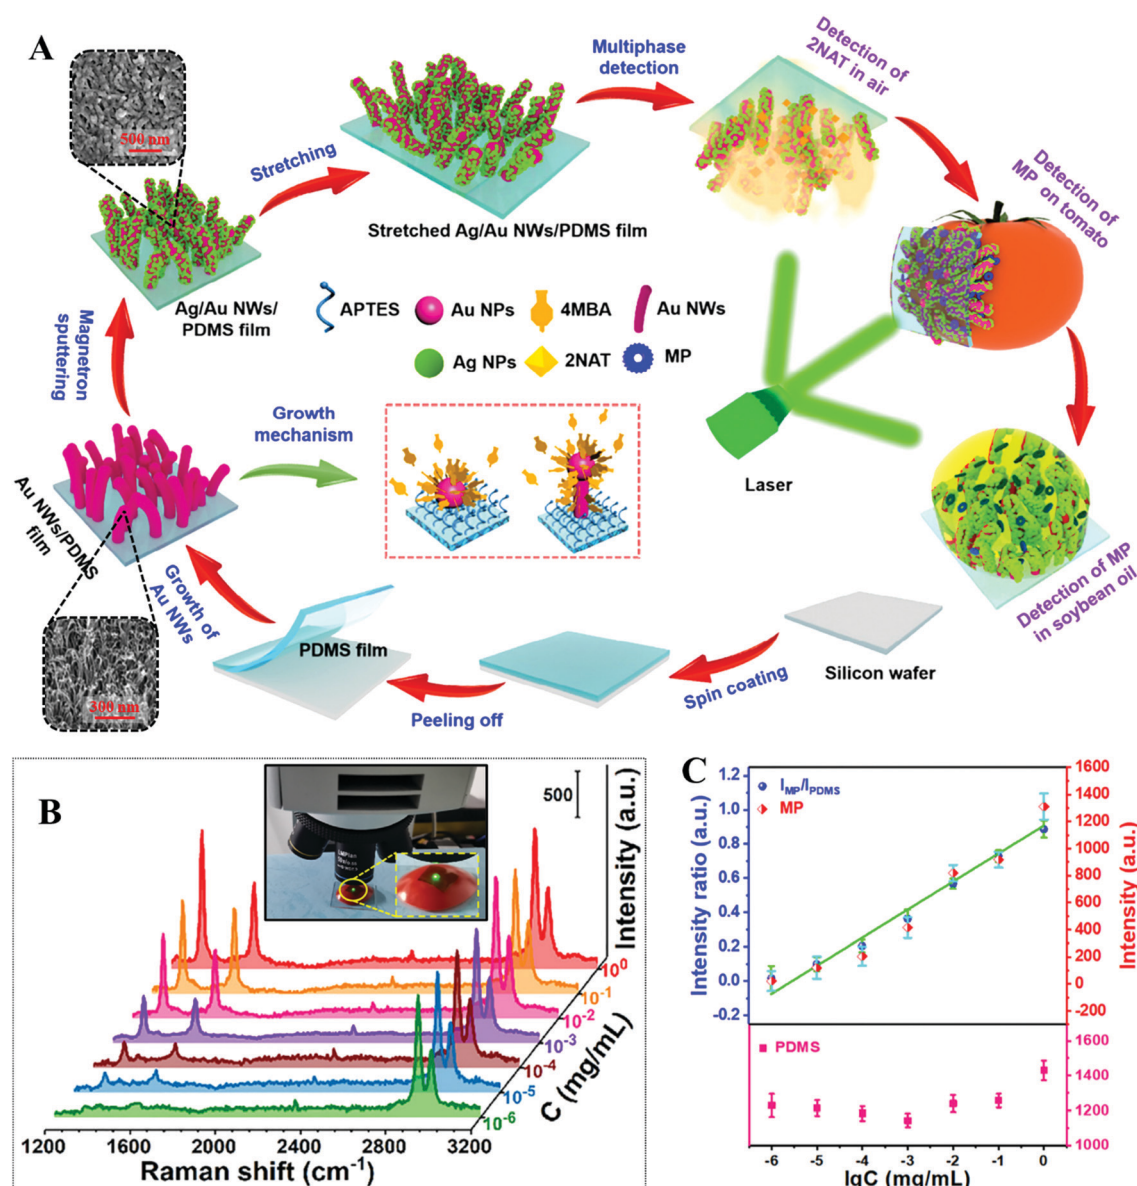 A
500 nm
Stretching
Multiphase
detection
Detection of
2NAT in air
Detection of
MP on tomato
Stretched Ag/Au NWs/PDMS film
Ag/Au NWs/
PDMS film
APTES
Au NPs
4MBA
Au NWs
Ag NPs
2NAT
MP
Magnetron
sputtering
Growth
mechanism
Laser
Au NWs/PDMS
film
Growth of
Au NWs
300 nm
PDMS film
Peeling off
Spin coating
Silicon wafer
Detection of MP
in soybean oil
B
500
Intensity (a.u.)
10⁰
10⁻¹
10⁻²
10⁻³
10⁻⁴
10⁻⁵
10⁻⁶
C (mg/mL)
1200
1600
2000
2400
2800
3200
Raman shift (cm⁻¹)
C
I_MP/I_PDMS
MP
Intensity ratio (a.u.)
1.2
1.0
0.8
0.6
0.4
0.2
0.0
-0.2
1600
1400
1200
1000
800
600
400
200
0
-200
Intensity (a.u.)
PDMS
1600
1400
1200
1000
-6
-5
-4
-3
-2
-1
0
lgC (mg/mL)